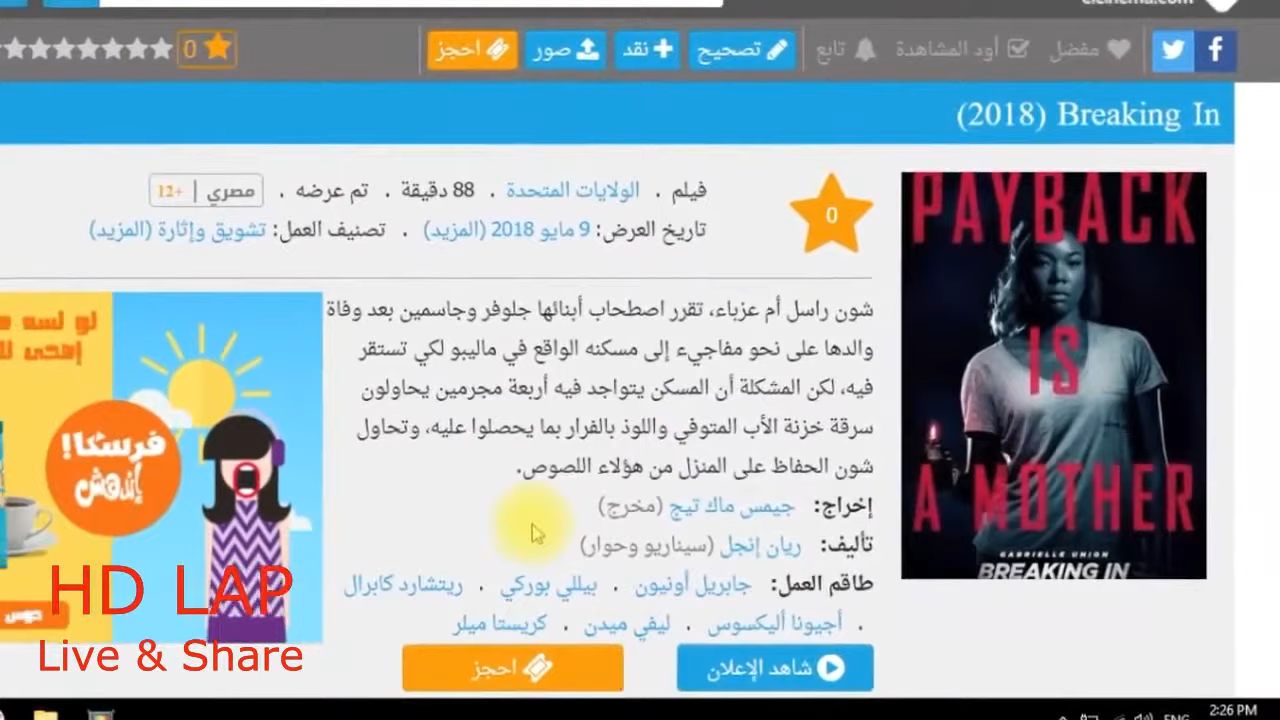 elcinema.com
مفضل أود المشاهدة تابع تصحيح نقد صور احجز 0
(2018) Breaking In
فيلم . الولايات المتحدة . 88 دقيقة . تم عرضه . مصري | +12
تاريخ العرض: 9 مايو 2018 (المزيد) . تصنيف العمل: تشويق وإثارة (المزيد)
0
شون راسل أم عزباء، تقرر اصطحاب أبنائها جلوفر وجاسمين بعد وفاة
والدها على نحو مفاجيء إلى مسكنه الواقع في ماليبو لكي تستقر
فيه، لكن المشكلة أن المسكن يتواجد فيه أربعة مجرمين يحاولون
سرقة خزنة الأب المتوفي واللوذ بالفرار بما يحصلوا عليه، وتحاول
شون الحفاظ على المنزل من هؤلاء اللصوص.
إخراج: جيمس ماك تيج (مخرج)
تأليف: ريان إنجل (سيناريو وحوار)
طاقم العمل: جابريل أونيون . بيللي بوركي . ريتشارد كابرال
. أجيونا أليكسوس . ليفي ميدن . كريستا ميلر
شاهد الإعلان احجز
PAYBACK
IS
A MOTHER
GABRIELLE UNION
BREAKING IN
لو لسه
فرسكا!
إندهش
HD LAP
Live & Share
ENG
2:26 PM